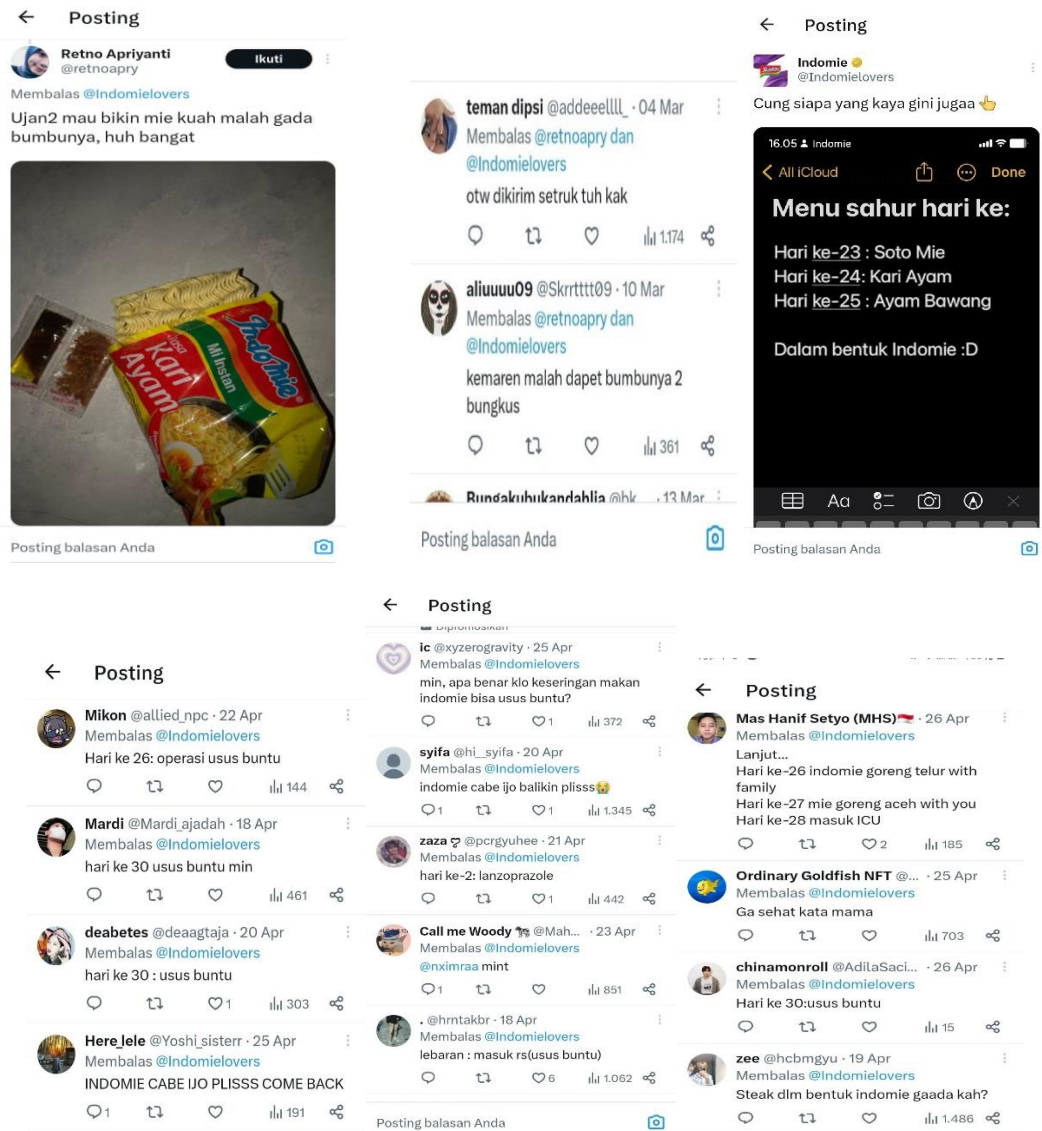 Posting
Retno Apriyanti
@retnoapry
Ikuti
Membalas @Indomielovers
Ujan2 mau bikin mie kuah malah gada
bumbunya, huh bangat
Indomie
Mi Instan
Rasa
Kari
Ayam
Posting balasan Anda
teman dipsi @addeeellll_ · 04 Mar
Membalas @retnoapry dan
@Indomielovers
otw dikirim setruk tuh kak
1.174
aliuuuu09 @Skrrtttt09 · 10 Mar
Membalas @retnoapry dan
@Indomielovers
kemaren malah dapet bumbunya 2
bungkus
361
Bungakubukandahlia @bk... · 13 Mar
Posting balasan Anda
Posting
Indomie
@Indomielovers
Cung siapa yang kaya gini jugaa 👆
16.05 Indomie
All iCloud
Done
Menu sahur hari ke:
Hari ke-23 : Soto Mie
Hari ke-24: Kari Ayam
Hari ke-25 : Ayam Bawang
Dalam bentuk Indomie :D
Aa
Posting balasan Anda
Posting
Mikon @allied_npc · 22 Apr
Membalas @Indomielovers
Hari ke 26: operasi usus buntu
144
Mardi @Mardi_ajadah · 18 Apr
Membalas @Indomielovers
hari ke 30 usus buntu min
461
deabetes @deaagtaja · 20 Apr
Membalas @Indomielovers
hari ke 30 : usus buntu
1 303
Here_lele @Yoshi_sisterr · 25 Apr
Membalas @Indomielovers
INDOMIE CABE IJO PLISSS COME BACK
1 191
Posting
Dipromosikan
ic @xyzerogravity · 25 Apr
Membalas @Indomielovers
min, apa benar klo keseringan makan
indomie bisa usus buntu?
1 372
syifa @hi_syifa · 20 Apr
Membalas @Indomielovers
indomie cabe ijo balikin plisss😭
1 1 1.345
zaza ღ @pcrgyuhee · 21 Apr
Membalas @Indomielovers
hari ke-2: lanzoprazole
1 442
Call me Woody 🐄 @Mah... · 23 Apr
Membalas @Indomielovers
@nximraa mint
1 851
. @hrntakbr · 18 Apr
Membalas @Indomielovers
lebaran : masuk rs(usus buntu)
6 1.062
Posting balasan Anda
Posting
Mas Hanif Setyo (MHS)🇮🇩 · 26 Apr
Membalas @Indomielovers
Lanjut...
Hari ke-26 indomie goreng telur with
family
Hari ke-27 mie goreng aceh with you
Hari ke-28 masuk ICU
2 185
Ordinary Goldfish NFT @... · 25 Apr
Membalas @Indomielovers
Ga sehat kata mama
703
chinamonroll @AdilaSaci... · 26 Apr
Membalas @Indomielovers
Hari ke 30:usus buntu
15
zee @hcbmgyu · 19 Apr
Membalas @Indomielovers
Steak dlm bentuk indomie gaada kah?
1.486